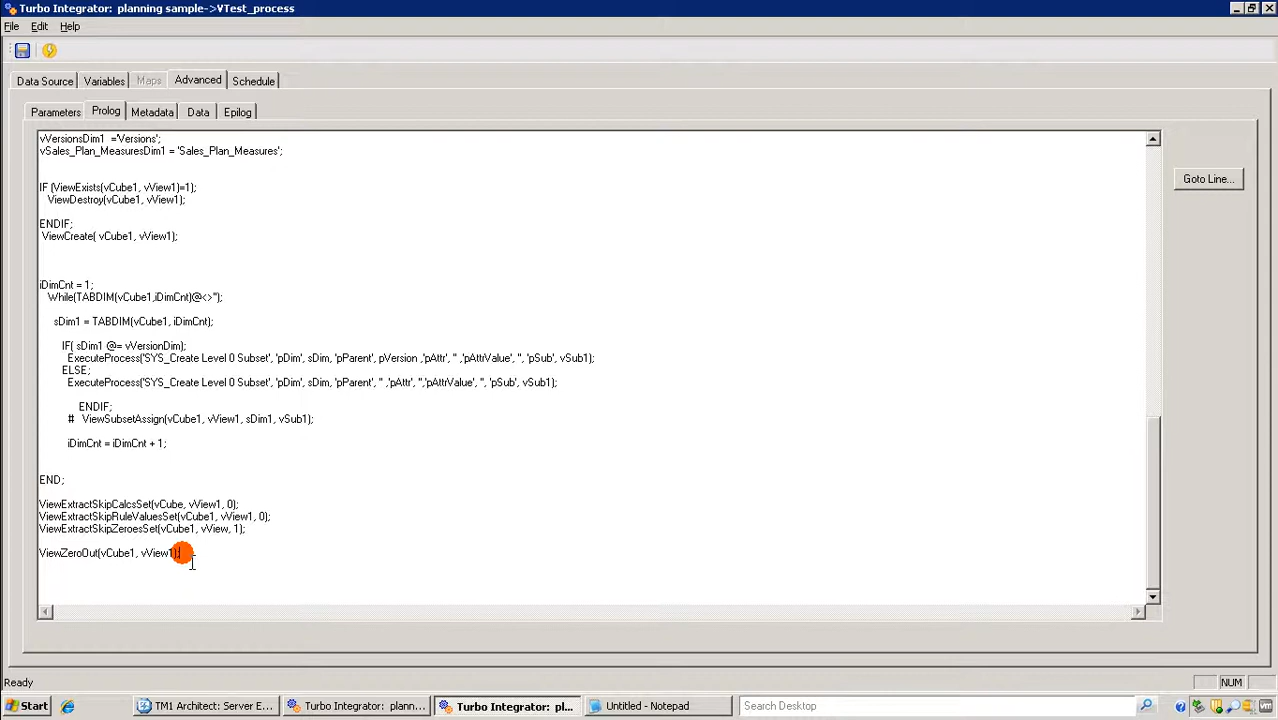 Turbo Integrator: planning sample->VTest_process
File Edit Help
Data Source Variables Maps Advanced Schedule
Parameters Prolog Metadata Data Epilog
vVersionsDim1 ='Versions';
vSales_Plan_MeasuresDim1 = 'Sales_Plan_Measures';
IF (ViewExists(vCube1, vView1)=1);
ViewDestroy(vCube1, vView1);
ENDIF;
ViewCreate( vCube1, vView1);
Goto Line...
iDimCnt = 1;
While(TABDIM(vCube1,iDimCnt)@<>'');
sDim1 = TABDIM(vCube1, iDimCnt);
IF( sDim1 @= vVersionDim);
ExecuteProcess('SYS_Create Level 0 Subset', 'pDim', sDim, 'pParent', pVersion ,'pAttr', '' ,'pAttrValue', '', 'pSub', vSub1);
ELSE;
ExecuteProcess('SYS_Create Level 0 Subset', 'pDim', sDim, 'pParent', '' ,'pAttr', '','pAttrValue', '', 'pSub', vSub1);
ENDIF;
# ViewSubsetAssign(vCube1, vView1, sDim1, vSub1);
iDimCnt = iDimCnt + 1;
END;
ViewExtractSkipCalcsSet(vCube, vView1, 0);
ViewExtractSkipRuleValuesSet(vCube1, vView1, 0);
ViewExtractSkipZeroesSet(vCube1, vView, 1);
ViewZeroOut(vCube1, vView1);
Ready
NUM
Start
TM1 Architect: Server E...
Turbo Integrator: plann...
Turbo Integrator: pl...
Untitled - Notepad
Search Desktop